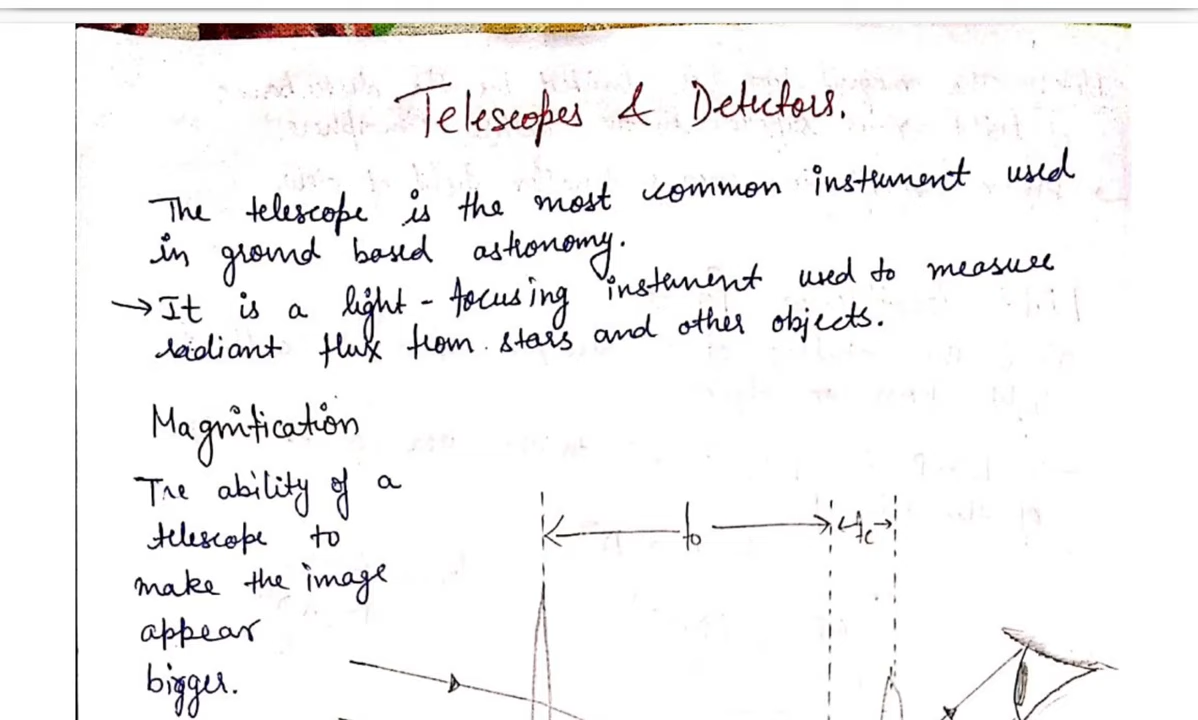 Telescopes & Detectors.
The telescope is the most common instrument used
in ground based astronomy.
→ It is a light - focusing instrument used to measure
radiant flux from stars and other objects.
Magnification
The ability of a
telescope to
make the image
appear
bigger.
fo
fe